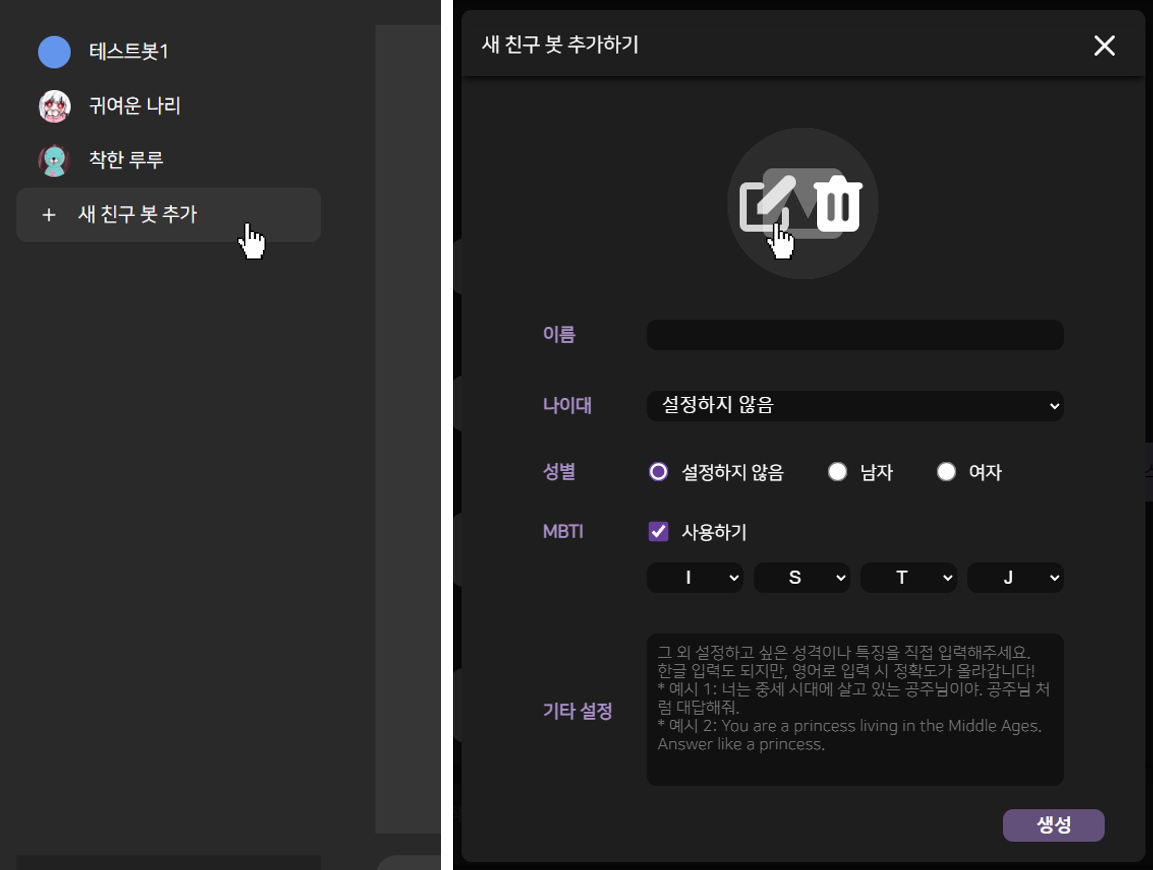 테스트봇1
귀여운 나리
착한 루루
+ 새 친구 봇 추가
새 친구 봇 추가하기
이름
나이대
설정하지 않음
성별
설정하지 않음
남자
여자
MBTI
사용하기
I
S
T
J
기타 설정
그 외 설정하고 싶은 성격이나 특징을 직접 입력해주세요.
한글 입력도 되지만, 영어로 입력 시 정확도가 올라갑니다!
* 예시 1: 너는 중세 시대에 살고 있는 공주님이야. 공주님 처
럼 대답해줘.
* 예시 2: You are a princess living in the Middle Ages.
Answer like a princess.
생성